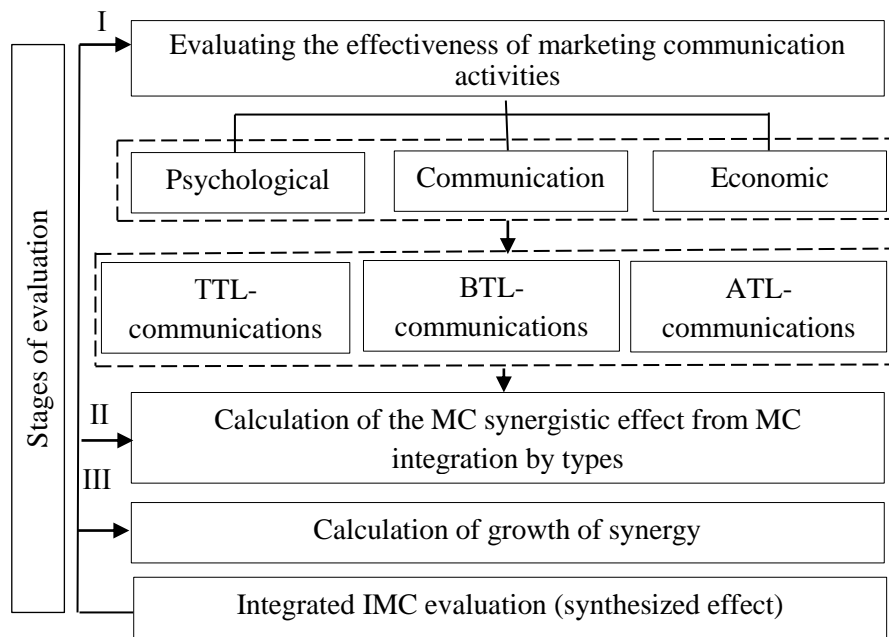 I
Evaluating the effectiveness of marketing communication
activities
Psychological
Communication
Economic
Stages of evaluation
TTL-
communications
BTL-
communications
ATL-
communications
II
Calculation of the MC synergistic effect from MC
integration by types
III
Calculation of growth of synergy
Integrated IMC evaluation (synthesized effect)